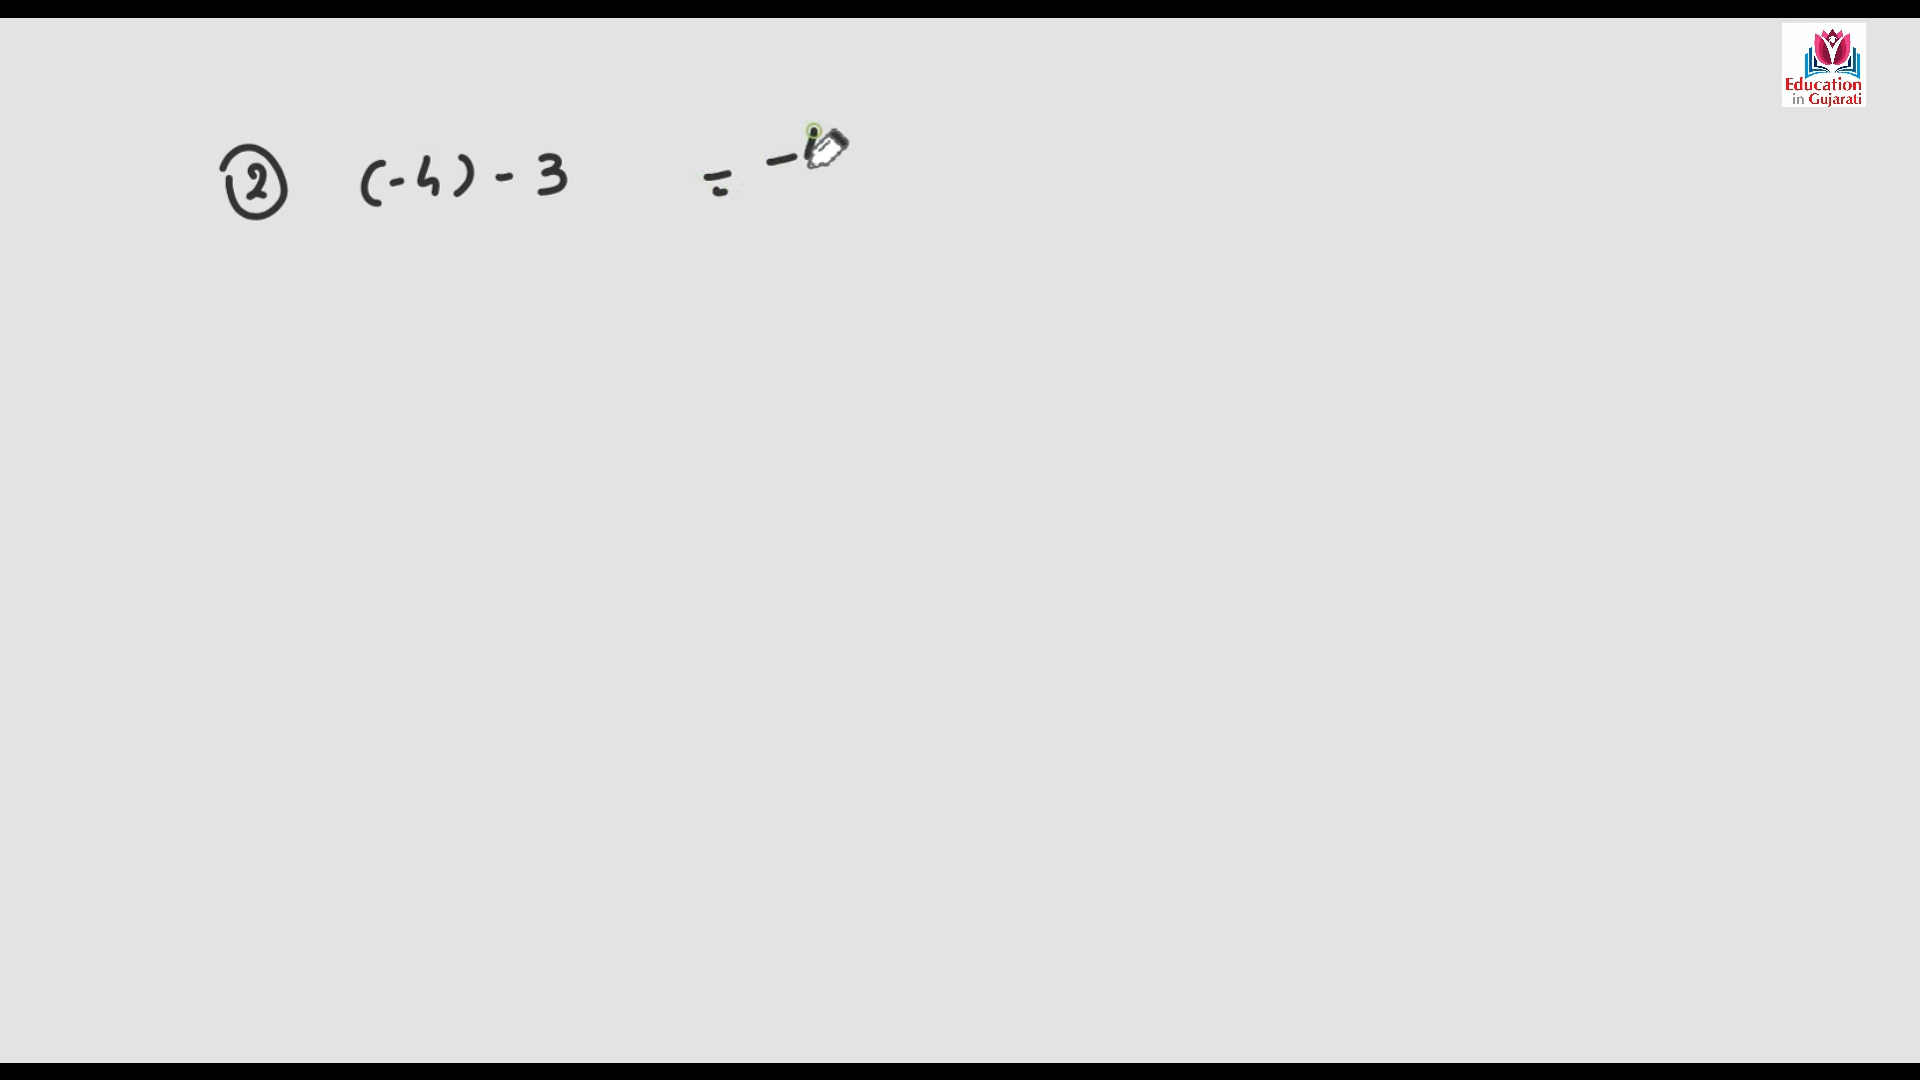 Education
in Gujarati
② (-4) - 3 = -